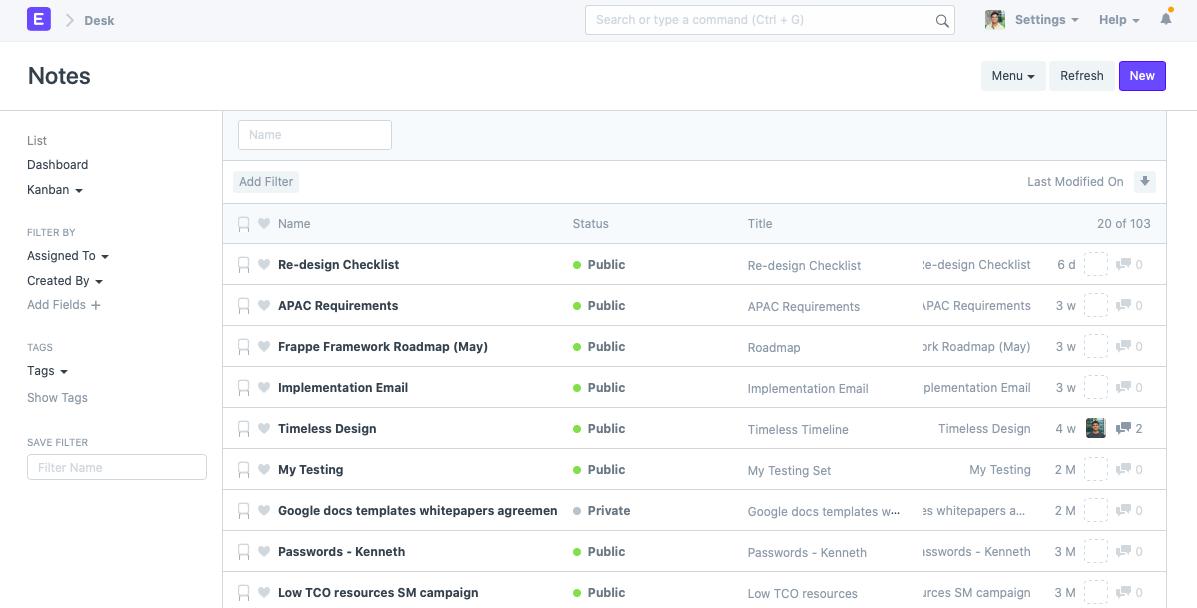 E Desk Search or type a command (Ctrl + G) Settings Help
Notes Menu Refresh New
List
Dashboard
Kanban
FILTER BY
Assigned To
Created By
Add Fields +
TAGS
Tags
Show Tags
SAVE FILTER
Filter Name
Name
Add Filter Last Modified On
Name Status Title 20 of 103
Re-design Checklist Public Re-design Checklist e-design Checklist 6 d 0
APAC Requirements Public APAC Requirements PAC Requirements 3 w 0
Frappe Framework Roadmap (May) Public Roadmap rk Roadmap (May) 3 w 0
Implementation Email Public Implementation Email plementation Email 3 w 0
Timeless Design Public Timeless Timeline Timeless Design 4 w 2
My Testing Public My Testing Set My Testing 2 M 0
Google docs templates whitepapers agreemen Private Google docs templates w... es whitepapers a... 2 M 0
Passwords - Kenneth Public Passwords - Kenneth sswords - Kenneth 3 M 0
Low TCO resources SM campaign Public Low TCO resources urces SM campaign 3 M 0